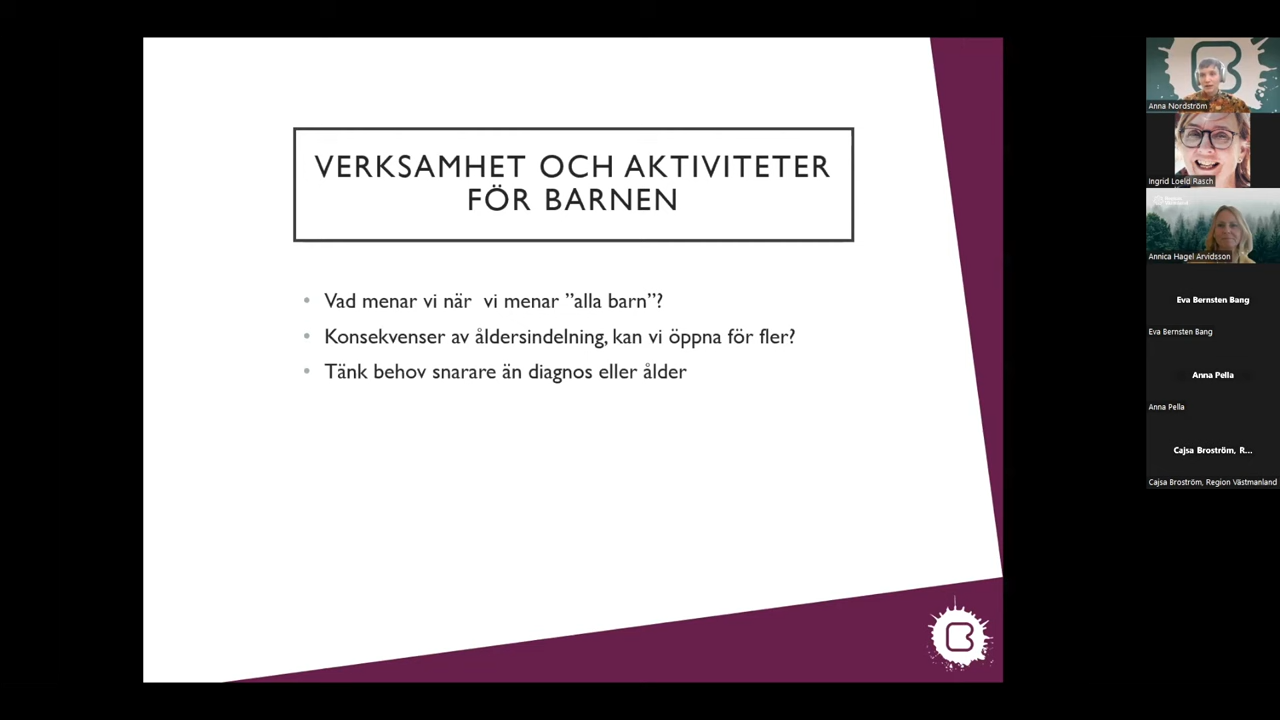 VERKSAMHET OCH AKTIVITETER
FÖR BARNEN
• Vad menar vi när vi menar ”alla barn”?
• Konsekvenser av åldersindelning, kan vi öppna för fler?
• Tänk behov snarare än diagnos eller ålder
Anna Nordström
Ingrid Loeld Rasch
Annica Hagel Arvidsson
Eva Bernsten Bang
Eva Bernsten Bang
Anna Pella
Anna Pella
Cajsa Broström, R...
Cajsa Broström, Region Västmanland